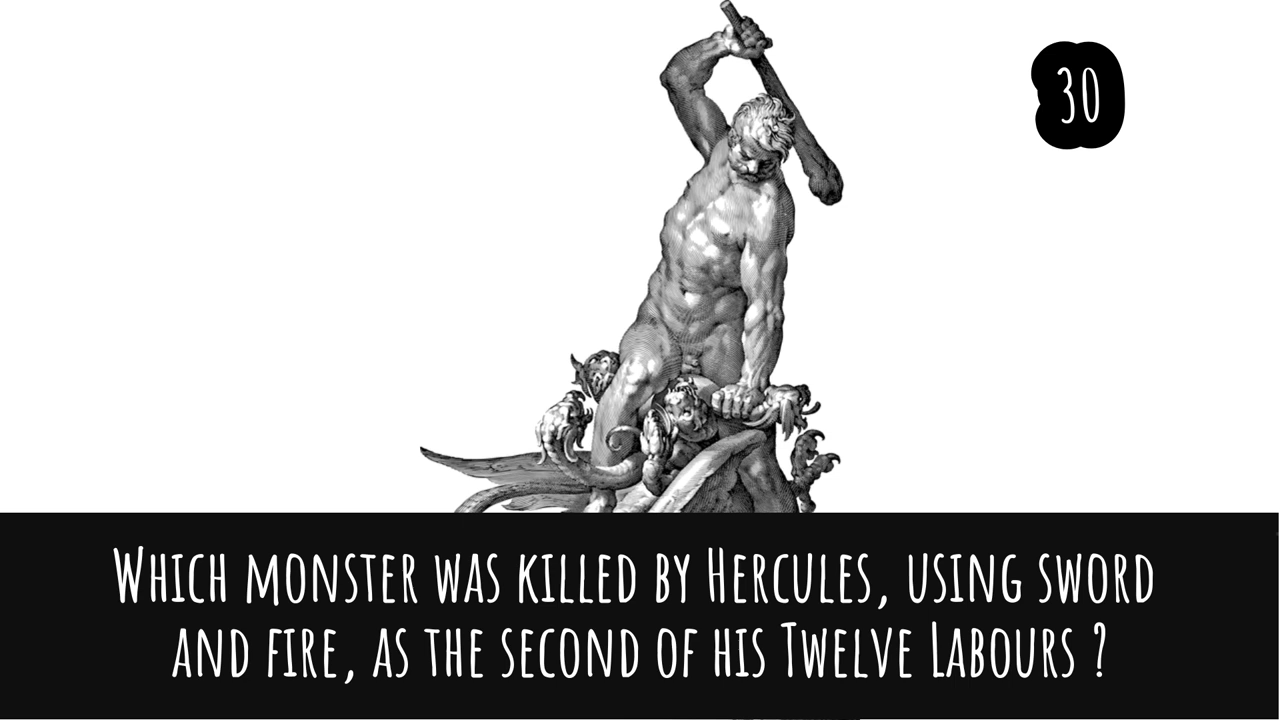 30
Which monster was killed by Hercules, using sword
and fire, as the second of his Twelve Labours ?